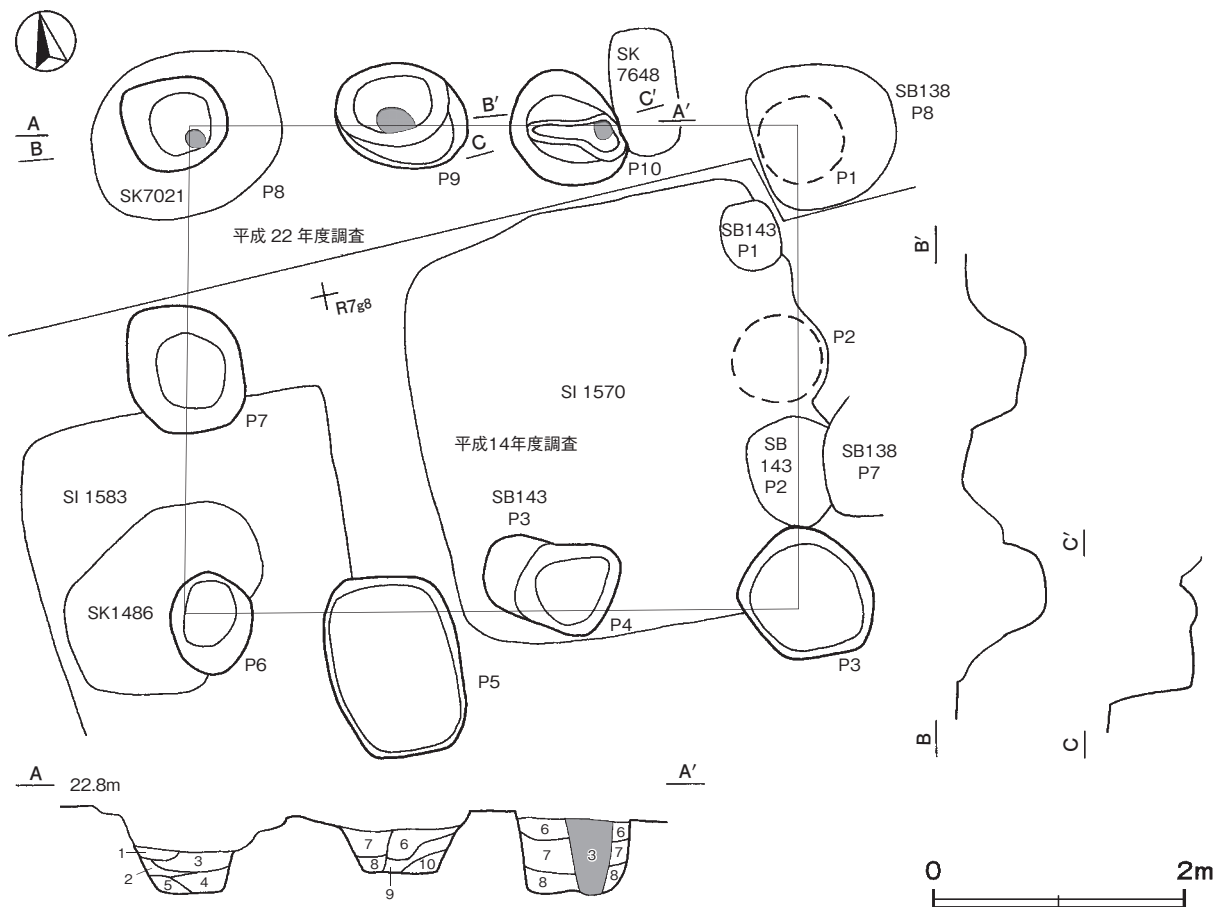 SK
7648
SB138
P8
A
B
B′
C
C′
A′
P1
SK7021
P8
P9
P10
平成 22 年度調査
SB143
P1
B′
R7g8
P2
P7
SI 1570
平成14年度調査
SB
143
P2
SB138
P7
SI 1583
SB143
P3
C′
SK1486
P6
P4
P3
P5
B
C
A
22.8m
A′
1
2
3
5
4
7
6
8
10
9
6
7
8
3
6
7
8
0
2m